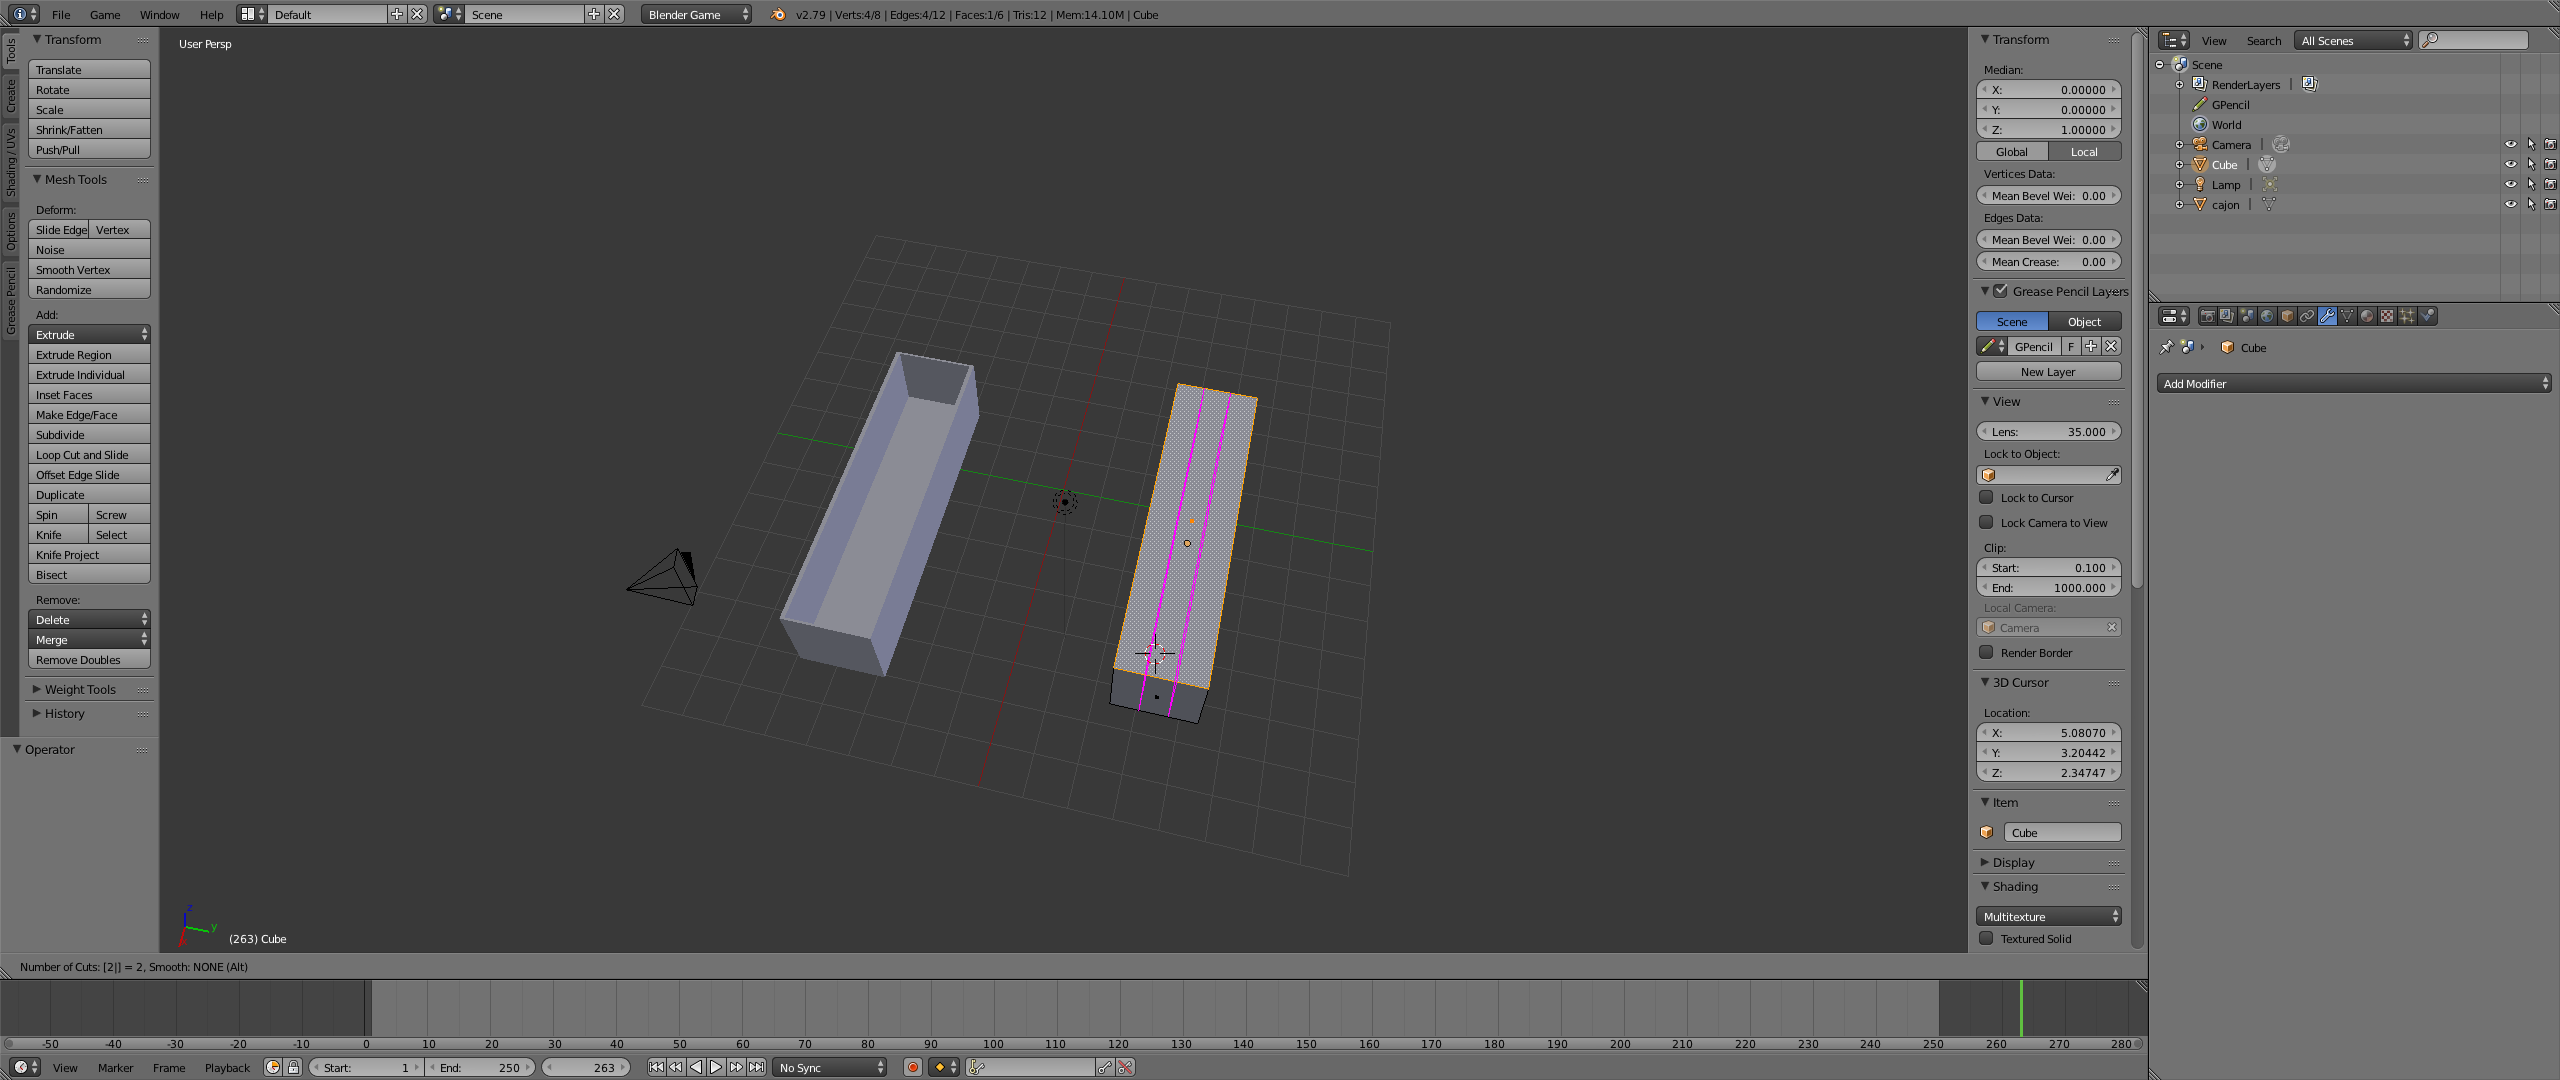 File Game Window Help Default Scene Blender Game v2.79 | Verts:4/8 | Edges:4/12 | Faces:1/6 | Tris:12 | Mem:14.10M | Cube
Tools
Create
Shading / UVs
Options
Grease Pencil
Transform
Translate
Rotate
Scale
Shrink/Fatten
Push/Pull
Mesh Tools
Deform:
Slide Edge Vertex
Noise
Smooth Vertex
Randomize
Add:
Extrude
Extrude Region
Extrude Individual
Inset Faces
Make Edge/Face
Subdivide
Loop Cut and Slide
Offset Edge Slide
Duplicate
Spin Screw
Knife Select
Knife Project
Bisect
Remove:
Delete
Merge
Remove Doubles
Weight Tools
History
Operator
User Persp
z
y
(263) Cube
Transform
Median:
X: 0.00000
Y: 0.00000
Z: 1.00000
Global Local
Vertices Data:
Mean Bevel Wei: 0.00
Edges Data:
Mean Bevel Wei: 0.00
Mean Crease: 0.00
Grease Pencil Layers
Scene Object
GPencil F
New Layer
View
Lens: 35.000
Lock to Object:
Lock to Cursor
Lock Camera to View
Clip:
Start: 0.100
End: 1000.000
Local Camera:
Camera
Render Border
3D Cursor
Location:
X: 5.08070
Y: 3.20442
Z: 2.34747
Item
Cube
Display
Shading
Multitexture
Textured Solid
View Search All Scenes
Scene
RenderLayers |
GPencil
World
Camera |
Cube |
Lamp |
cajon |
Cube
Add Modifier
Number of Cuts: [2|] = 2, Smooth: NONE (Alt)
-50 -40 -30 -20 -10 0 10 20 30 40 50 60 70 80 90 100 110 120 130 140 150 160 170 180 190 200 210 220 230 240 250 260 270 280
View Marker Frame Playback Start: 1 End: 250 263 No Sync